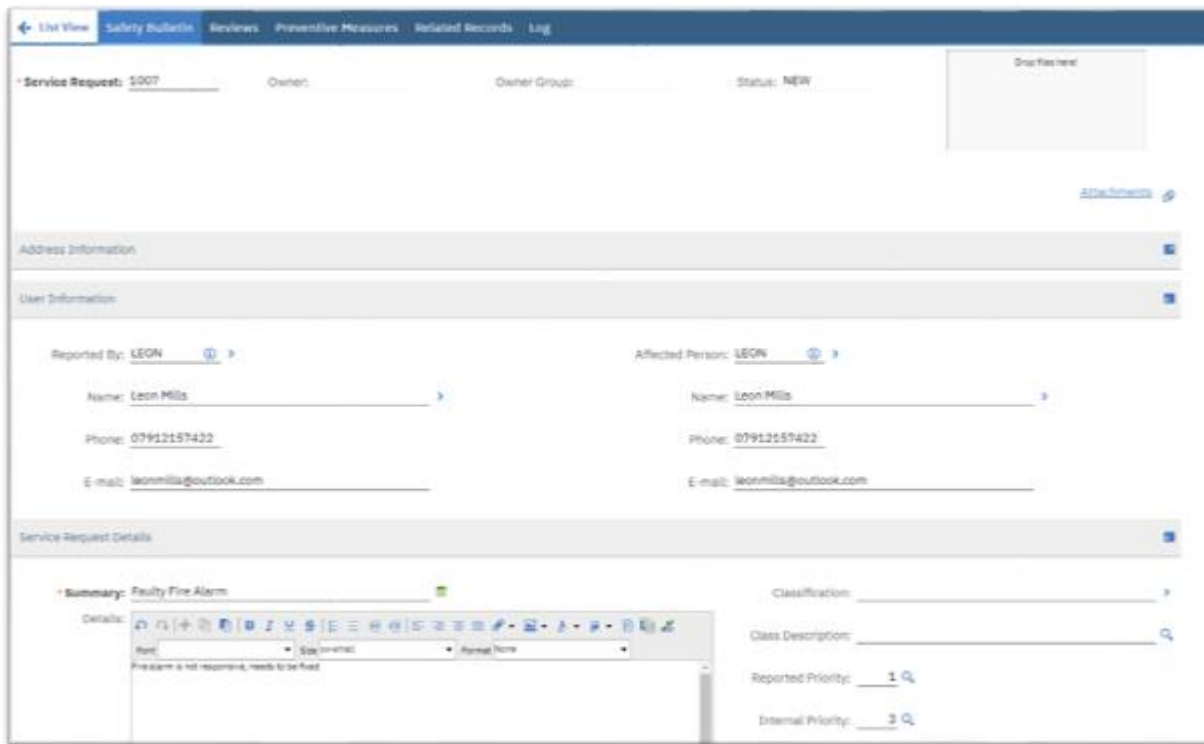 List View Safety Bulletin Reviews Preventive Measures Related Records Log
Drop files here!
* Service Request: 1007 Owner: Owner Group: Status: NEW
Attachments
Address Information
User Information
Reported By: LEON Affected Person: LEON
Name: Leon Mills Name: Leon Mills
Phone: 07912157422 Phone: 07912157422
E-mail: leonmills@outlook.com E-mail: leonmills@outlook.com
Service Request Details
* Summary: Faulty Fire Alarm Classification:
Details: Class Description:
Font Size xx-small Format None
Fire alarm is not responsive, needs to be fixed
Reported Priority: 1
Internal Priority: 3